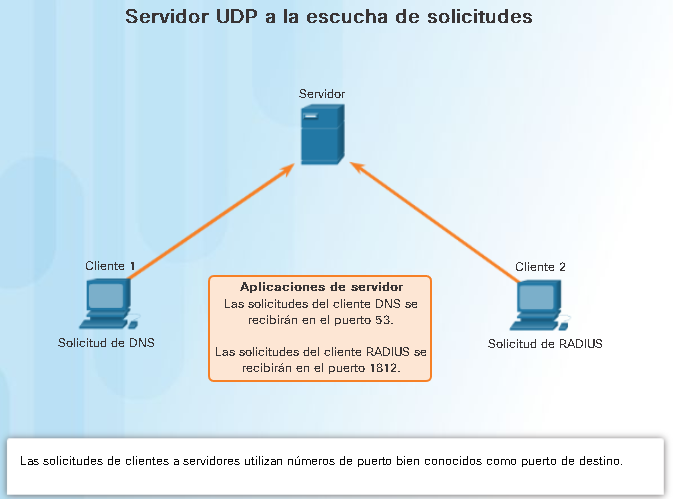 Servidor UDP a la escucha de solicitudes
Servidor
Cliente 1
Cliente 2
Solicitud de DNS
Solicitud de RADIUS
Aplicaciones de servidor
Las solicitudes del cliente DNS se
recibirán en el puerto 53.
Las solicitudes del cliente RADIUS se
recibirán en el puerto 1812.
Las solicitudes de clientes a servidores utilizan números de puerto bien conocidos como puerto de destino.